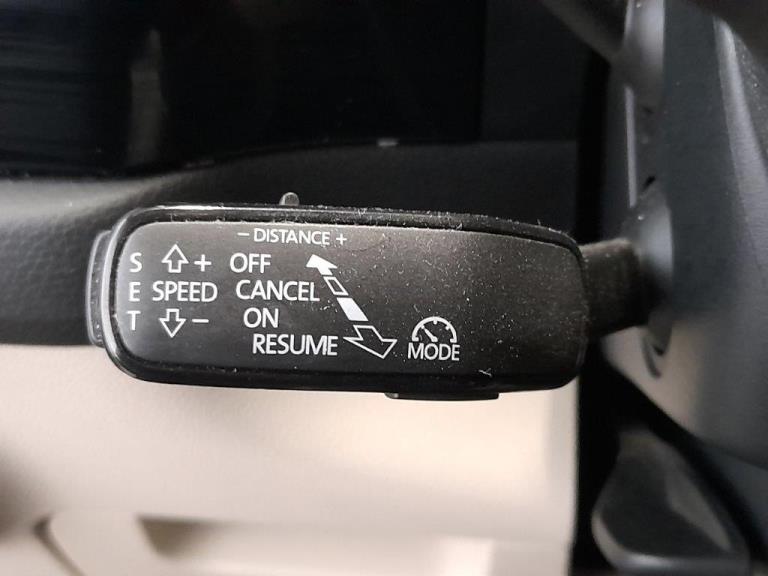 - DISTANCE +
S + OFF
E SPEED CANCEL
T - ON
RESUME
MODE